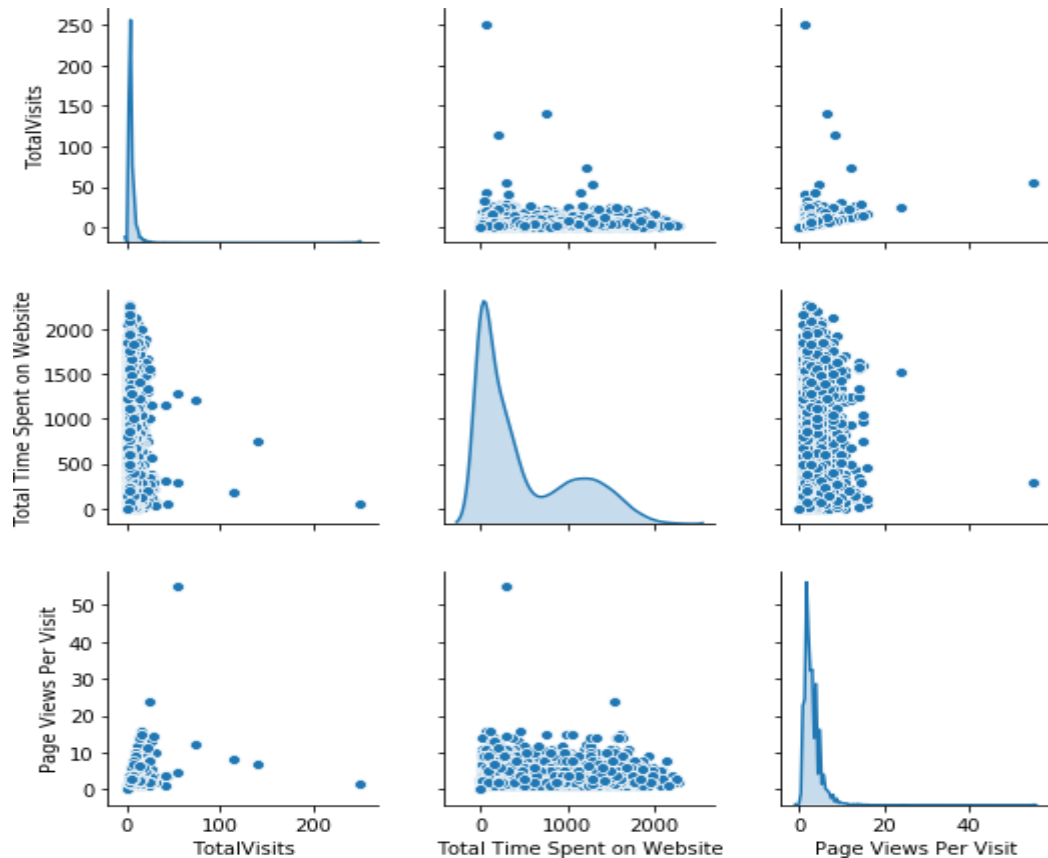 250
200
150
100
50
0
TotalVisits
2000
1500
1000
500
0
Total Time Spent on Website
50
40
30
20
10
0
Page Views Per Visit
0 100 200
TotalVisits
0 1000 2000
Total Time Spent on Website
0 20 40
Page Views Per Visit